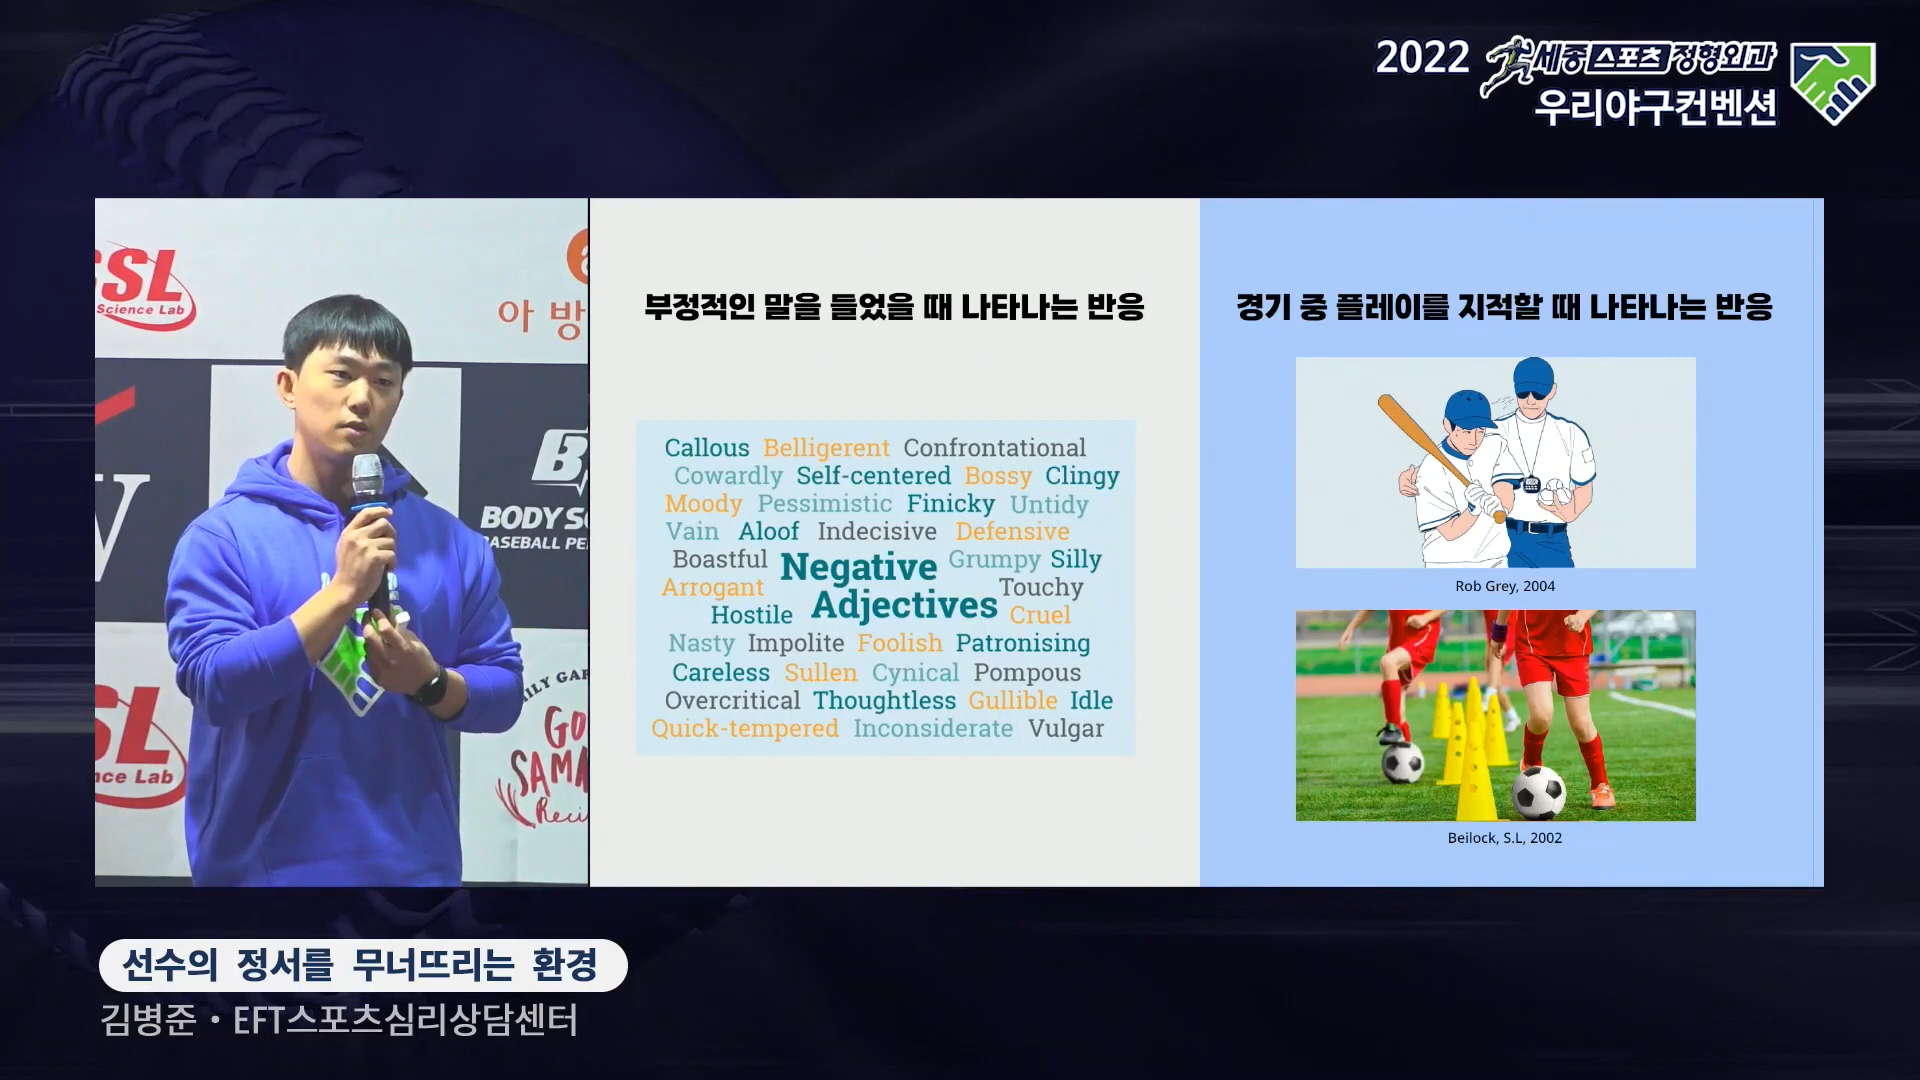 2022 세종스포츠정형외과
우리야구컨벤션
SSL
Science Lab
아 방
BODY
BASEBALL
GO
SAM
SL
nce Lab
부정적인 말을 들었을 때 나타나는 반응
Callous Belligerent Confrontational
Cowardly Self-centered Bossy Clingy
Moody Pessimistic Finicky Untidy
Vain Aloof Indecisive Defensive
Boastful Negative Grumpy Silly
Arrogant Adjectives Touchy
Hostile Cruel
Nasty Impolite Foolish Patronising
Careless Sullen Cynical Pompous
Overcritical Thoughtless Gullible Idle
Quick-tempered Inconsiderate Vulgar
경기 중 플레이를 지적할 때 나타나는 반응
Rob Grey, 2004
Beilock, S.L, 2002
선수의 정서를 무너뜨리는 환경
김병준・EFT스포츠심리상담센터